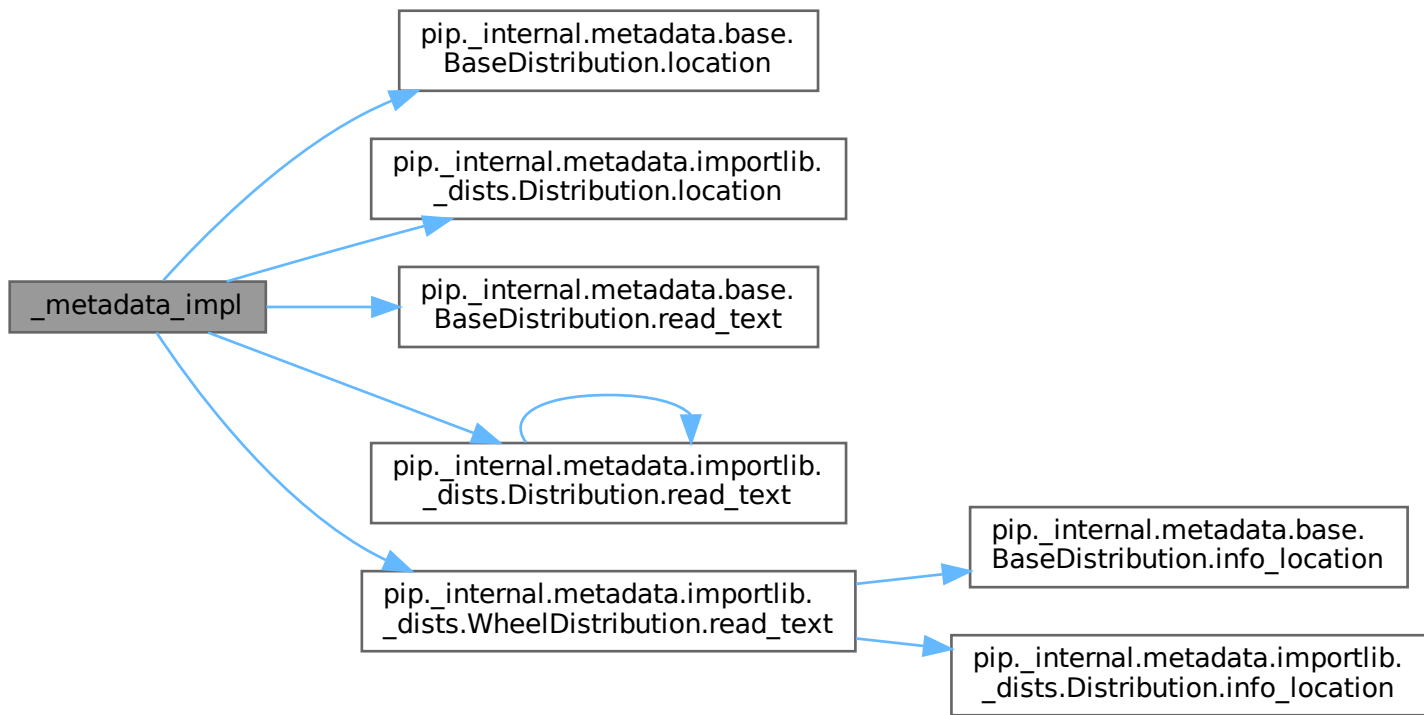 pip._internal.metadata.base.
BaseDistribution.location
pip._internal.metadata.importlib.
_dists.Distribution.location
_metadata_impl
pip._internal.metadata.base.
BaseDistribution.read_text
pip._internal.metadata.importlib.
_dists.Distribution.read_text
pip._internal.metadata.importlib.
_dists.WheelDistribution.read_text
pip._internal.metadata.base.
BaseDistribution.info_location
pip._internal.metadata.importlib.
_dists.Distribution.info_location